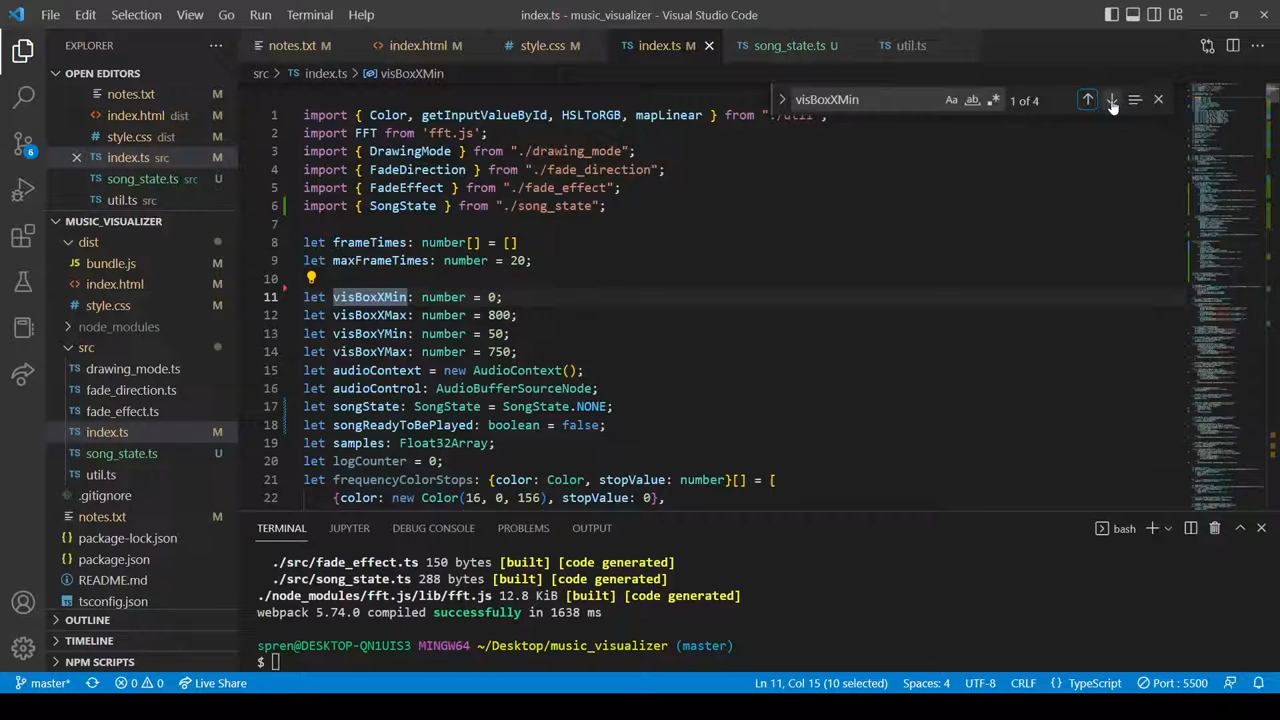 File Edit Selection View Go Run Terminal Help
index.ts - music_visualizer - Visual Studio Code
EXPLORER
OPEN EDITORS
notes.txt M
index.html dist M
style.css dist M
index.ts src M
song_state.ts src U
util.ts src
MUSIC_VISUALIZER
dist
bundle.js
index.html M
style.css M
node_modules
src
drawing_mode.ts
fade_direction.ts
fade_effect.ts
index.ts M
song_state.ts U
util.ts
.gitignore
notes.txt M
package-lock.json
package.json
README.md
tsconfig.json
OUTLINE
TIMELINE
NPM SCRIPTS
6
notes.txt M index.html M style.css M TS index.ts M TS song_state.ts U TS util.ts
src > TS index.ts > visBoxXMin
visBoxXMin Aa ab 1 of 4
1 import { Color, getInputValueById, HSLToRGB, mapLinear } from "./util";
2 import FFT from 'fft.js';
3 import { DrawingMode } from "./drawing_mode";
4 import { FadeDirection } from "./fade_direction";
5 import { FadeEffect } from "./fade_effect";
6 import { SongState } from "./song_state";
7
8 let frameTimes: number[] = []
9 let maxFrameTimes: number = 20;
10
11 let visBoxXMin: number = 0;
12 let visBoxXMax: number = 800;
13 let visBoxYMin: number = 50;
14 let visBoxYMax: number = 750;
15 let audioContext = new AudioContext();
16 let audioControl: AudioBufferSourceNode;
17 let songState: SongState = SongState.NONE;
18 let songReadyToBePlayed: boolean = false;
19 let samples: Float32Array;
20 let logCounter = 0;
21 let frequencyColorStops: {color: Color, stopValue: number}[] = [
22 {color: new Color(16, 0, 156), stopValue: 0},
TERMINAL JUPYTER DEBUG CONSOLE PROBLEMS OUTPUT
bash
./src/fade_effect.ts 150 bytes [built] [code generated]
./src/song_state.ts 288 bytes [built] [code generated]
./node_modules/fft.js/lib/fft.js 12.8 KiB [built] [code generated]
webpack 5.74.0 compiled successfully in 1638 ms
spren@DESKTOP-QN1UIS3 MINGW64 ~/Desktop/music_visualizer (master)
$
master* 0 0 Live Share Ln 11, Col 15 (10 selected) Spaces: 4 UTF-8 CRLF {} TypeScript Port : 5500